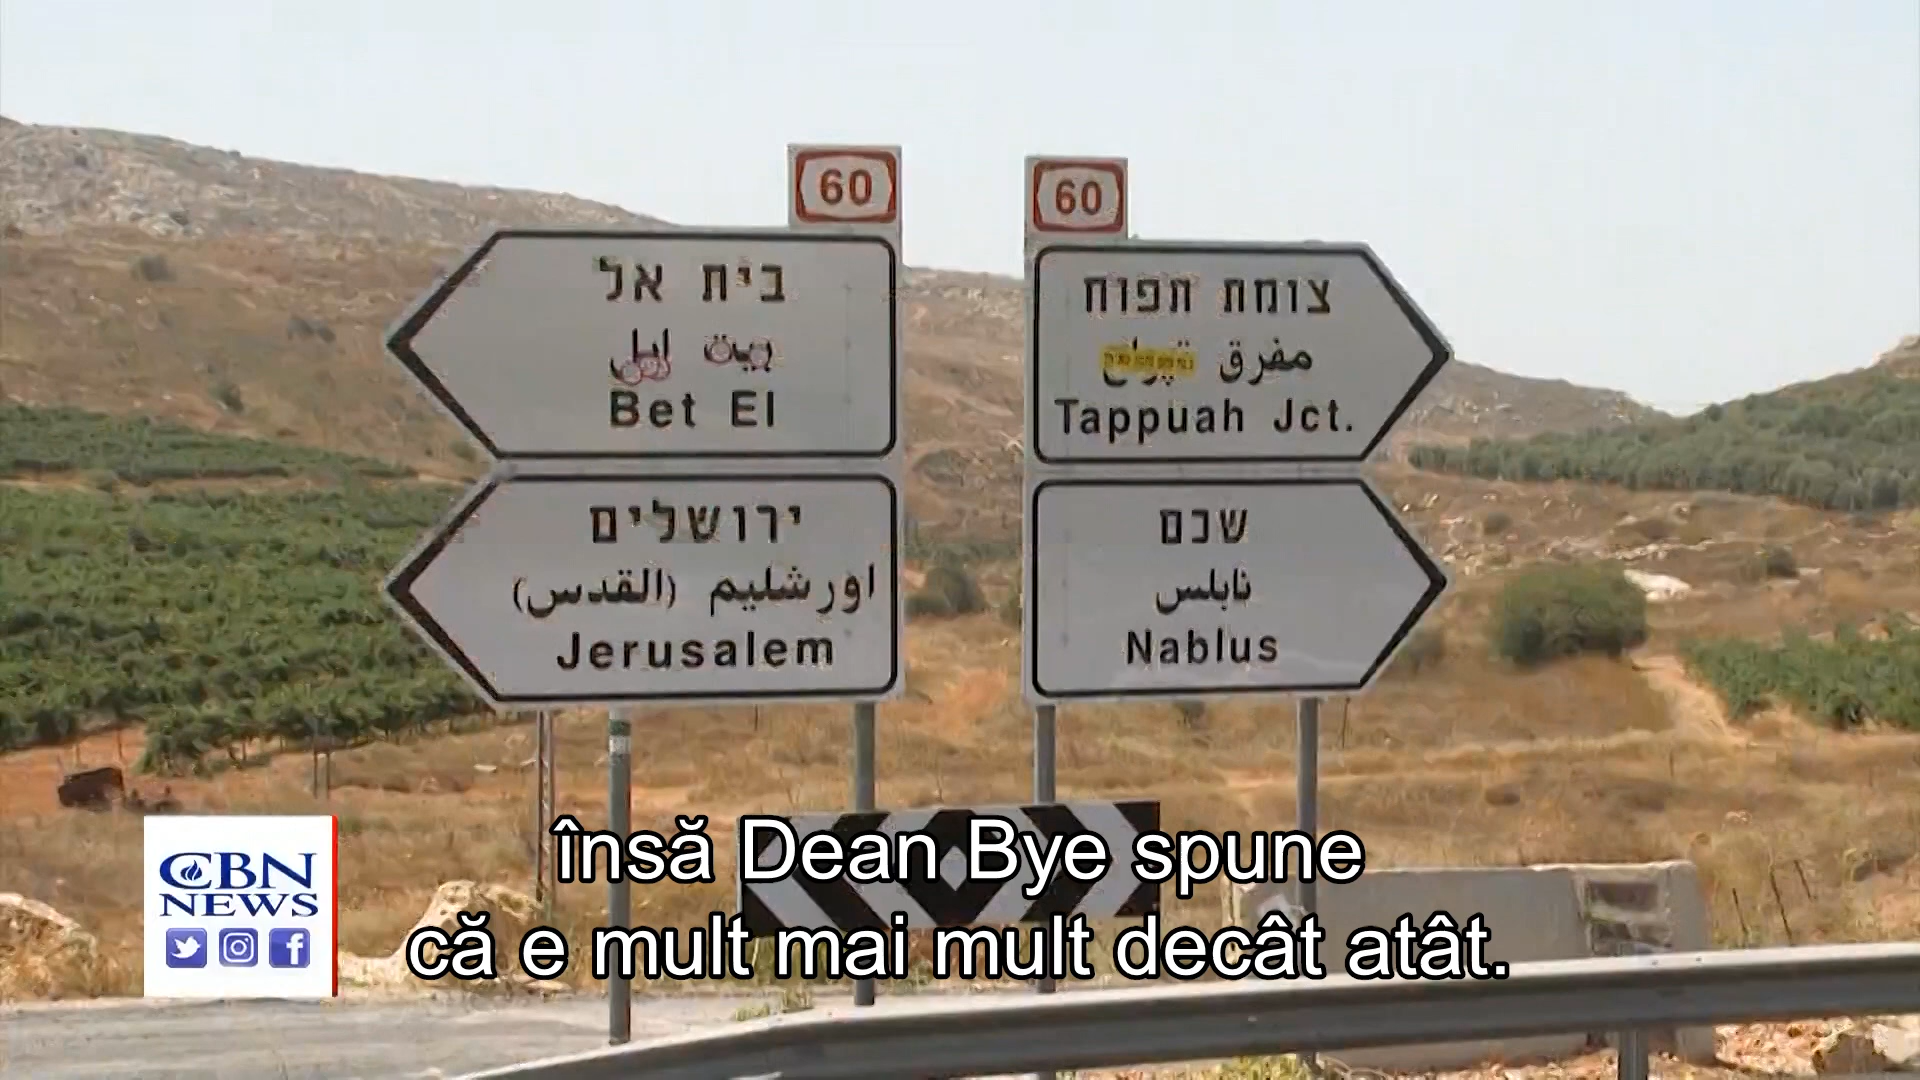 60
בית אל
بيت ايل
Bet El
ירושלים
اورشليم (القدس)
Jerusalem
60
צומת תפוח
مفرق
Tappuah Jct.
שכם
نابلس
Nablus
CBN
NEWS
însă Dean Bye spune
că e mult mai mult decât atât.